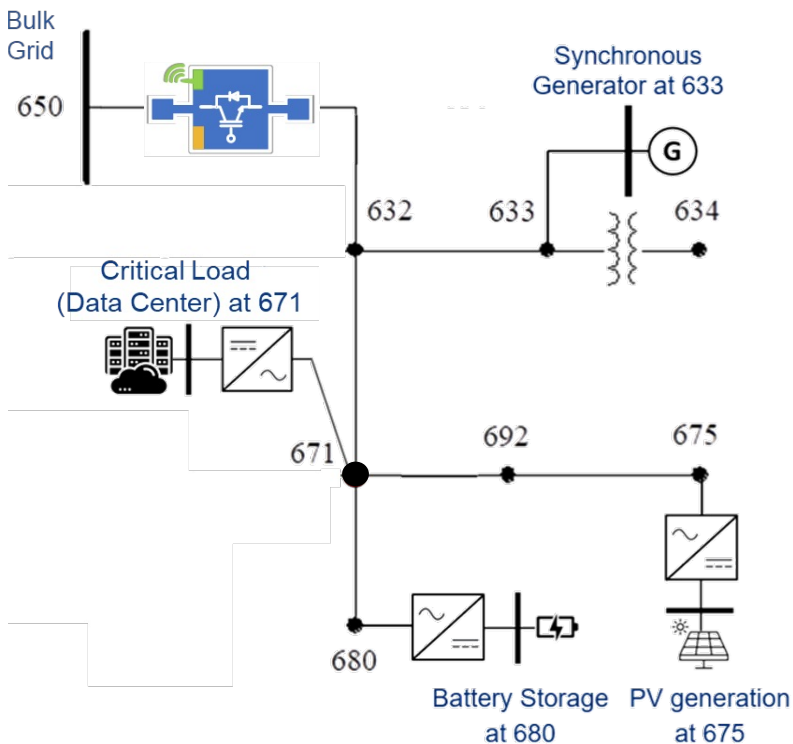 Bulk
Grid
650
Synchronous
Generator at 633
G
632
633
634
Critical Load
(Data Center) at 671
671
692
675
680
Battery Storage
at 680
PV generation
at 675